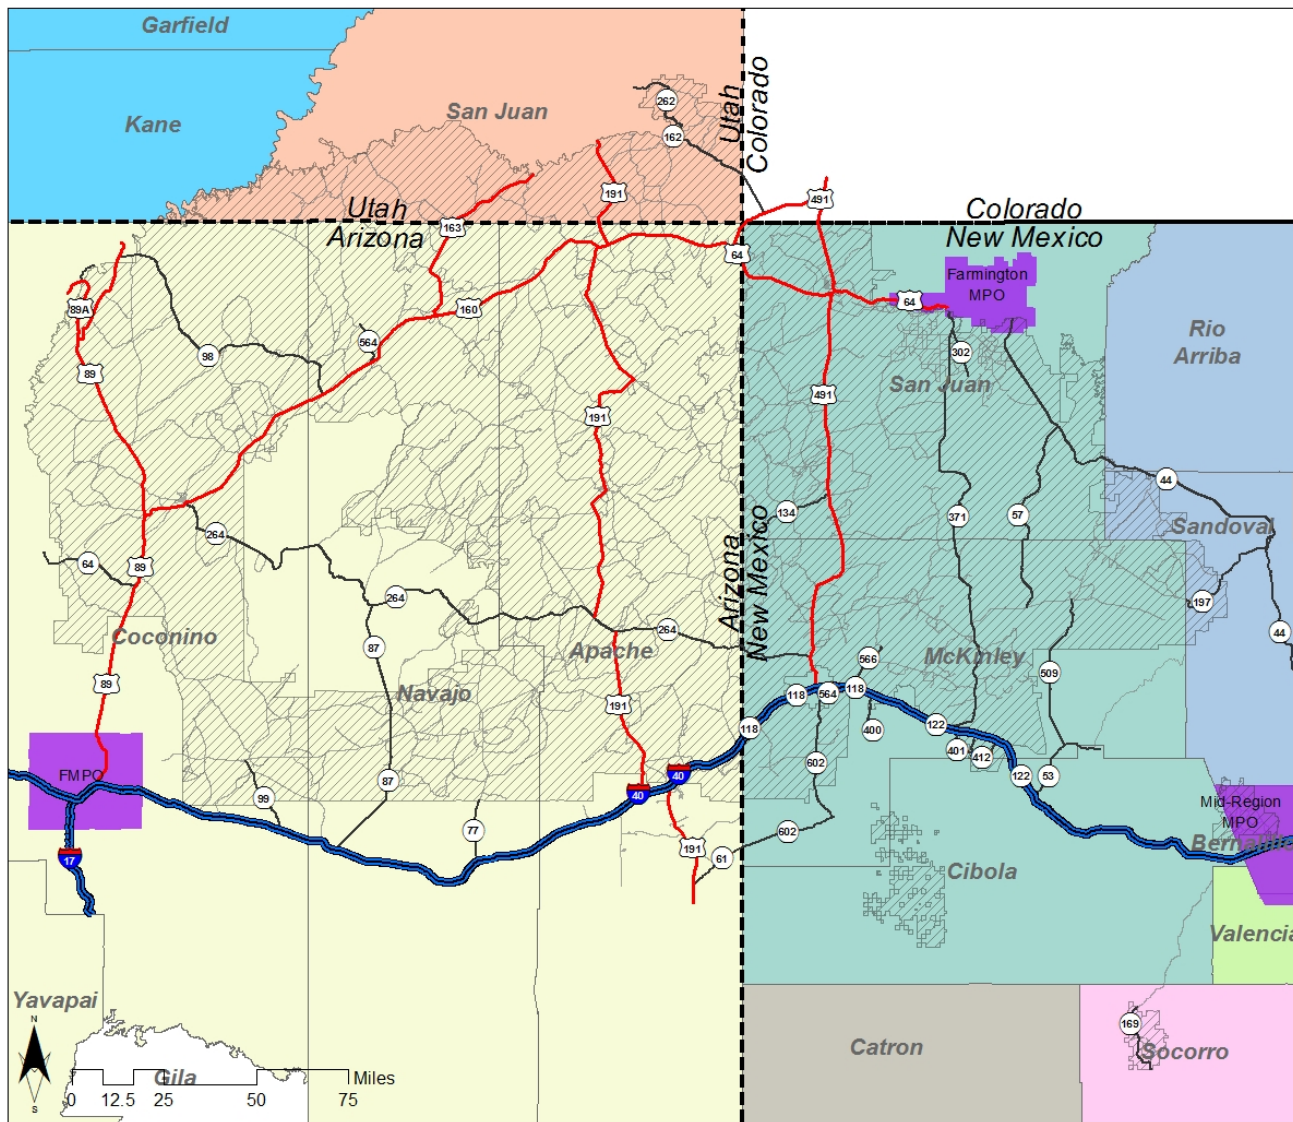 Garfield
Kane
San Juan
262
162
Utah
Colorado
191
491
Utah
Arizona
163
Colorado
New Mexico
64
Farmington
MPO
64
89A
160
Rio
Arriba
564
98
302
89
San Juan
491
191
44
134
371
57
Sandoval
264
Arizona
New Mexico
64
89
264
197
264
44
Coconino
87
Apache
566
McKinley
509
89
Navajo
191
118
564
118
118
400
122
401
412
FMPO
40
602
122
53
87
40
99
Mid-Region
MPO
77
602
191
61
Bernalillo
17
Cibola
Valencia
Yavapai
N
169
Catron
Socorro
Gila
Miles
S
0 12.5 25 50 75